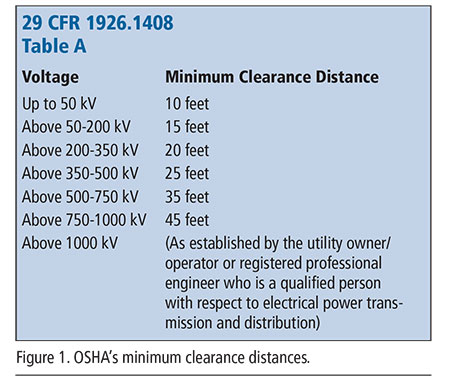 29 CFR 1926.1408
Table A
Voltage Minimum Clearance Distance
Up to 50 kV 10 feet
Above 50-200 kV 15 feet
Above 200-350 kV 20 feet
Above 350-500 kV 25 feet
Above 500-750 kV 35 feet
Above 750-1000 kV 45 feet
Above 1000 kV (As established by the utility owner/
operator or registered professional
engineer who is a qualified person
with respect to electrical power trans-
mission and distribution)
Figure 1. OSHA’s minimum clearance distances.